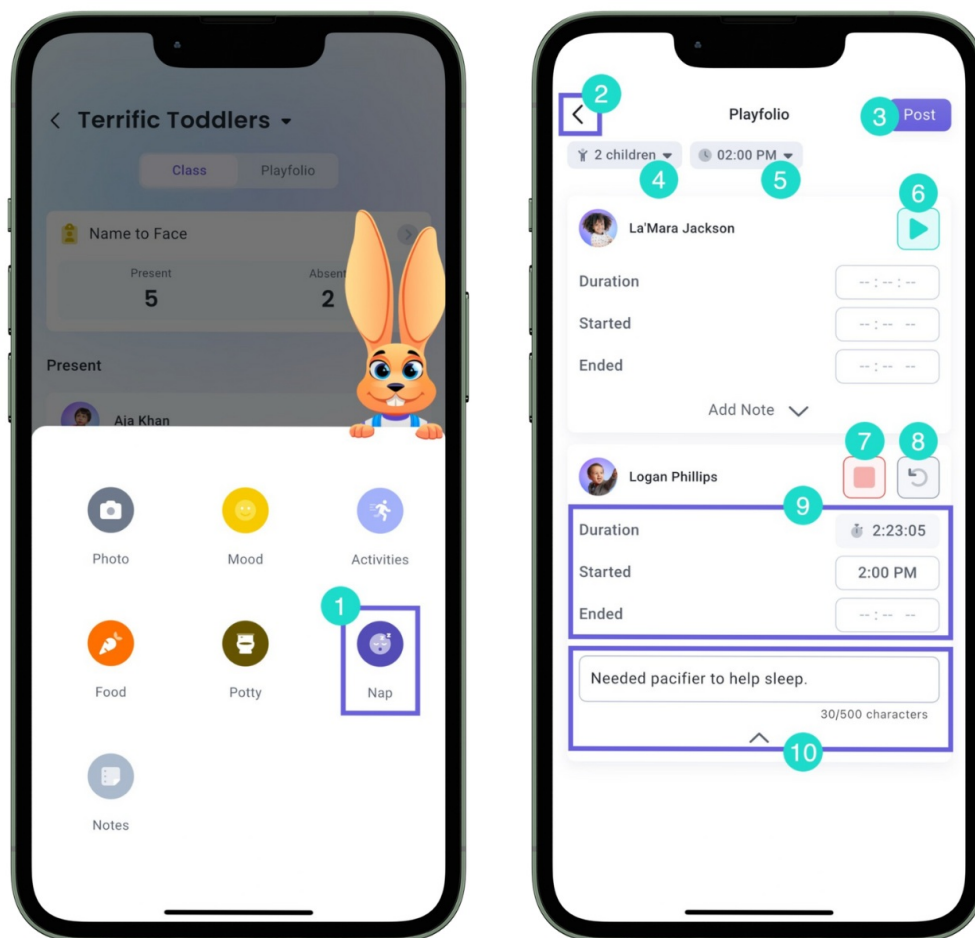 Terrific Toddlers
Class Playfolio
Name to Face
Present Absent
5 2
Present
Aja Khan
Photo Mood Activities
1
Food Potty Nap
Notes
2
Playfolio
3 Post
2 children 02:00 PM
4 5
6
La'Mara Jackson
Duration -- : -- : --
Started -- : -- --
Ended -- : -- --
Add Note
7 8
Logan Phillips
9
Duration 2:23:05
Started 2:00 PM
Ended -- : -- --
Needed pacifier to help sleep.
30/500 characters
10